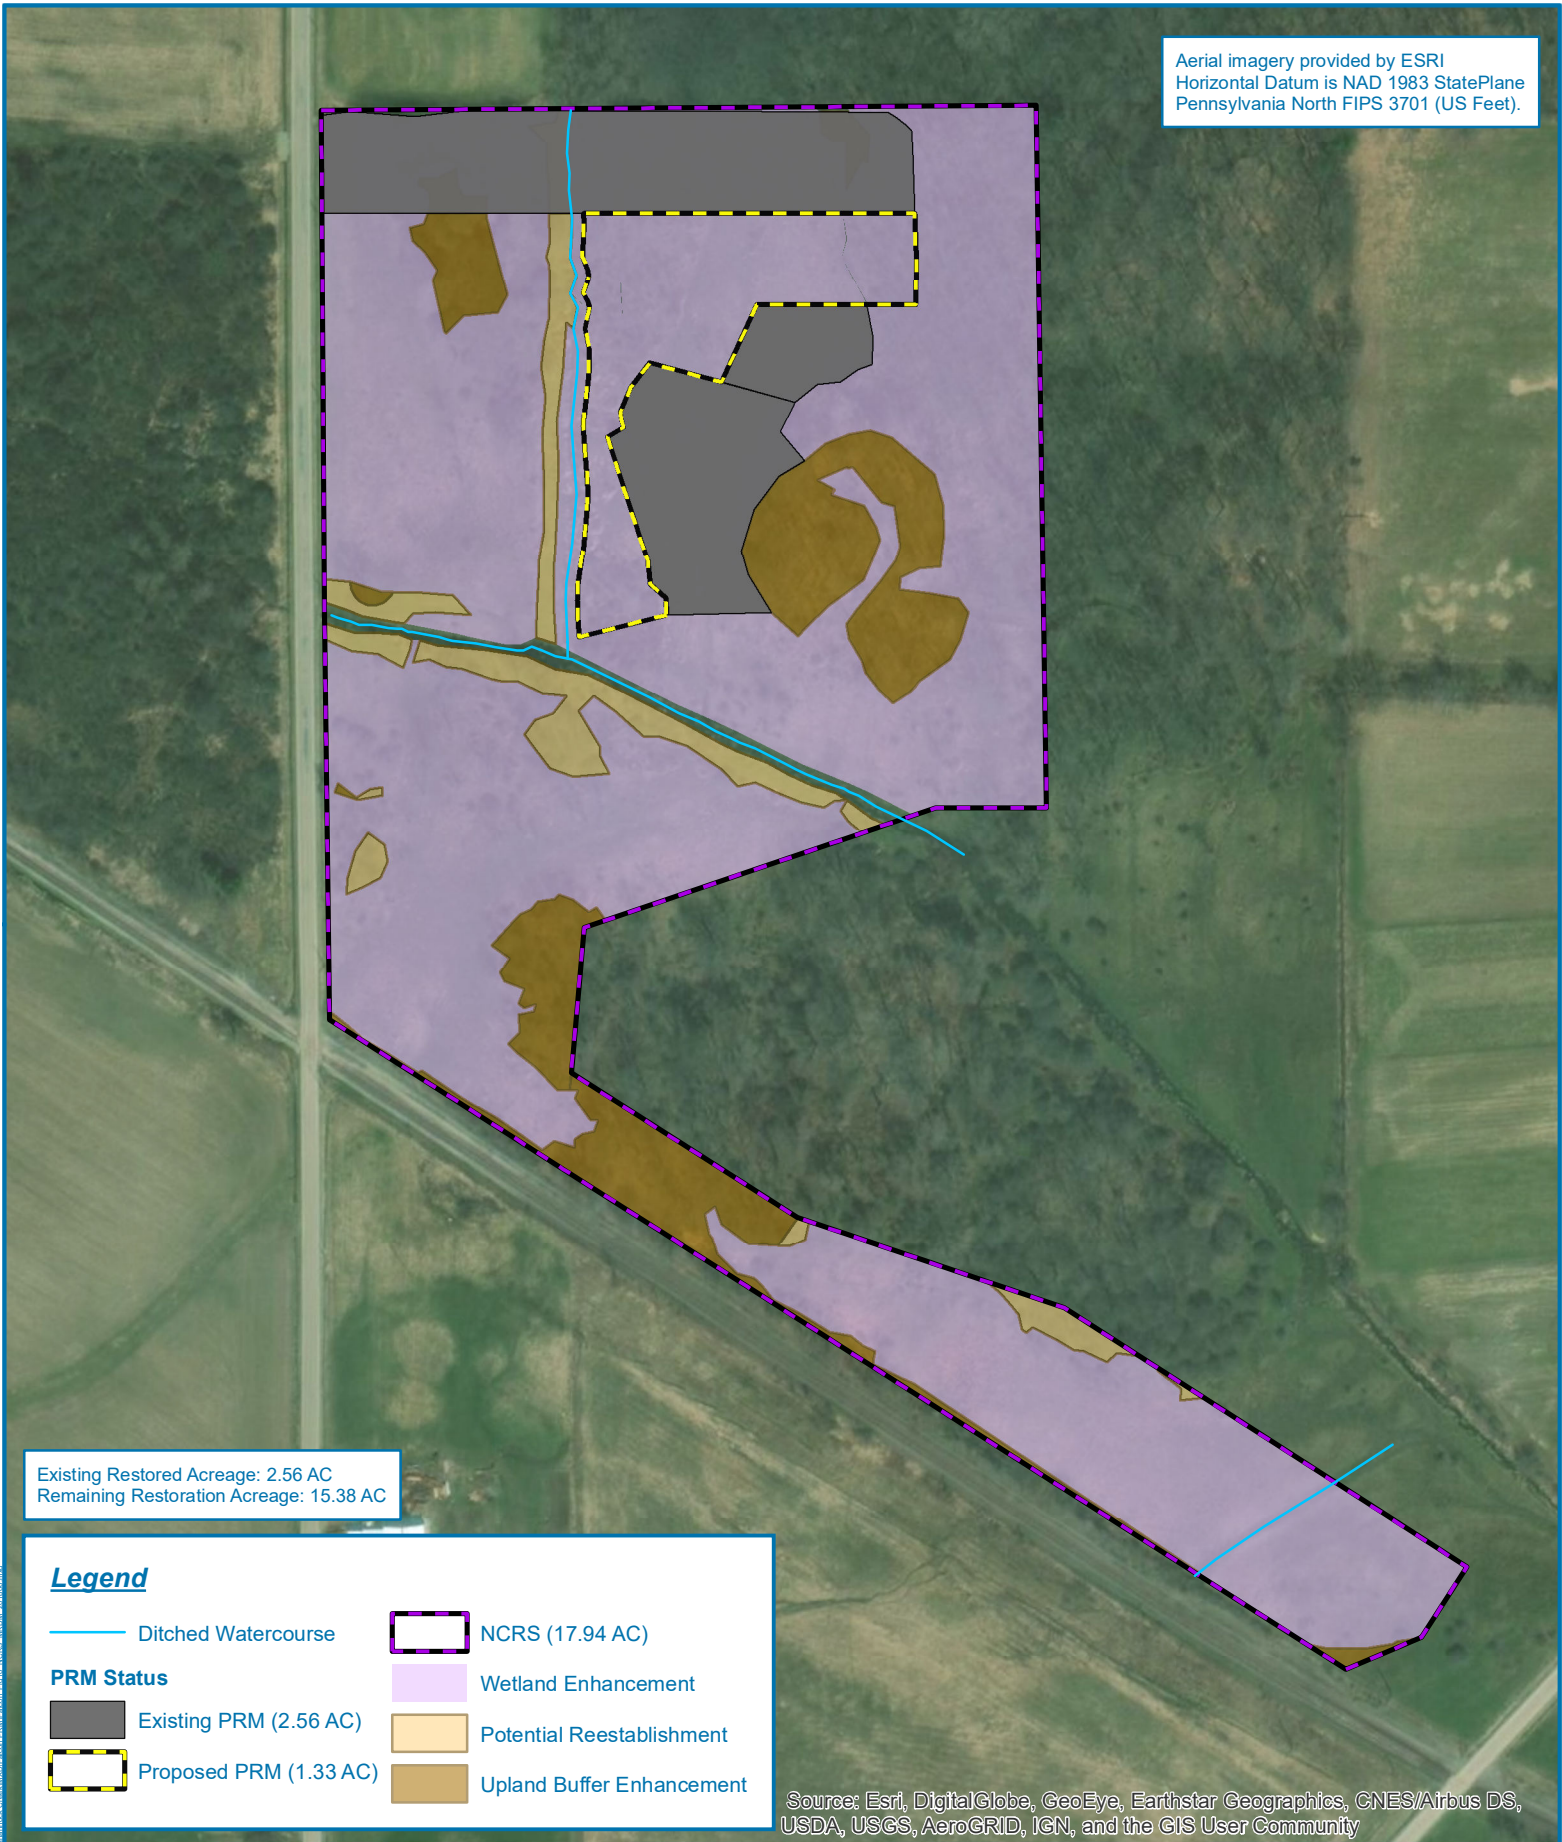 Aerial imagery provided by ESRI
Horizontal Datum is NAD 1983 StatePlane
Pennsylvania North FIPS 3701 (US Feet).
Existing Restored Acreage: 2.56 AC
Remaining Restoration Acreage: 15.38 AC
Legend
Ditched Watercourse
PRM Status
Existing PRM (2.56 AC)
Proposed PRM (1.33 AC)
NCRS (17.94 AC)
Wetland Enhancement
Potential Reestablishment
Upland Buffer Enhancement
Source: Esri, DigitalGlobe, GeoEye, Earthstar Geographics, CNES/Airbus DS,
USDA, USGS, AeroGRID, IGN, and the GIS User Community